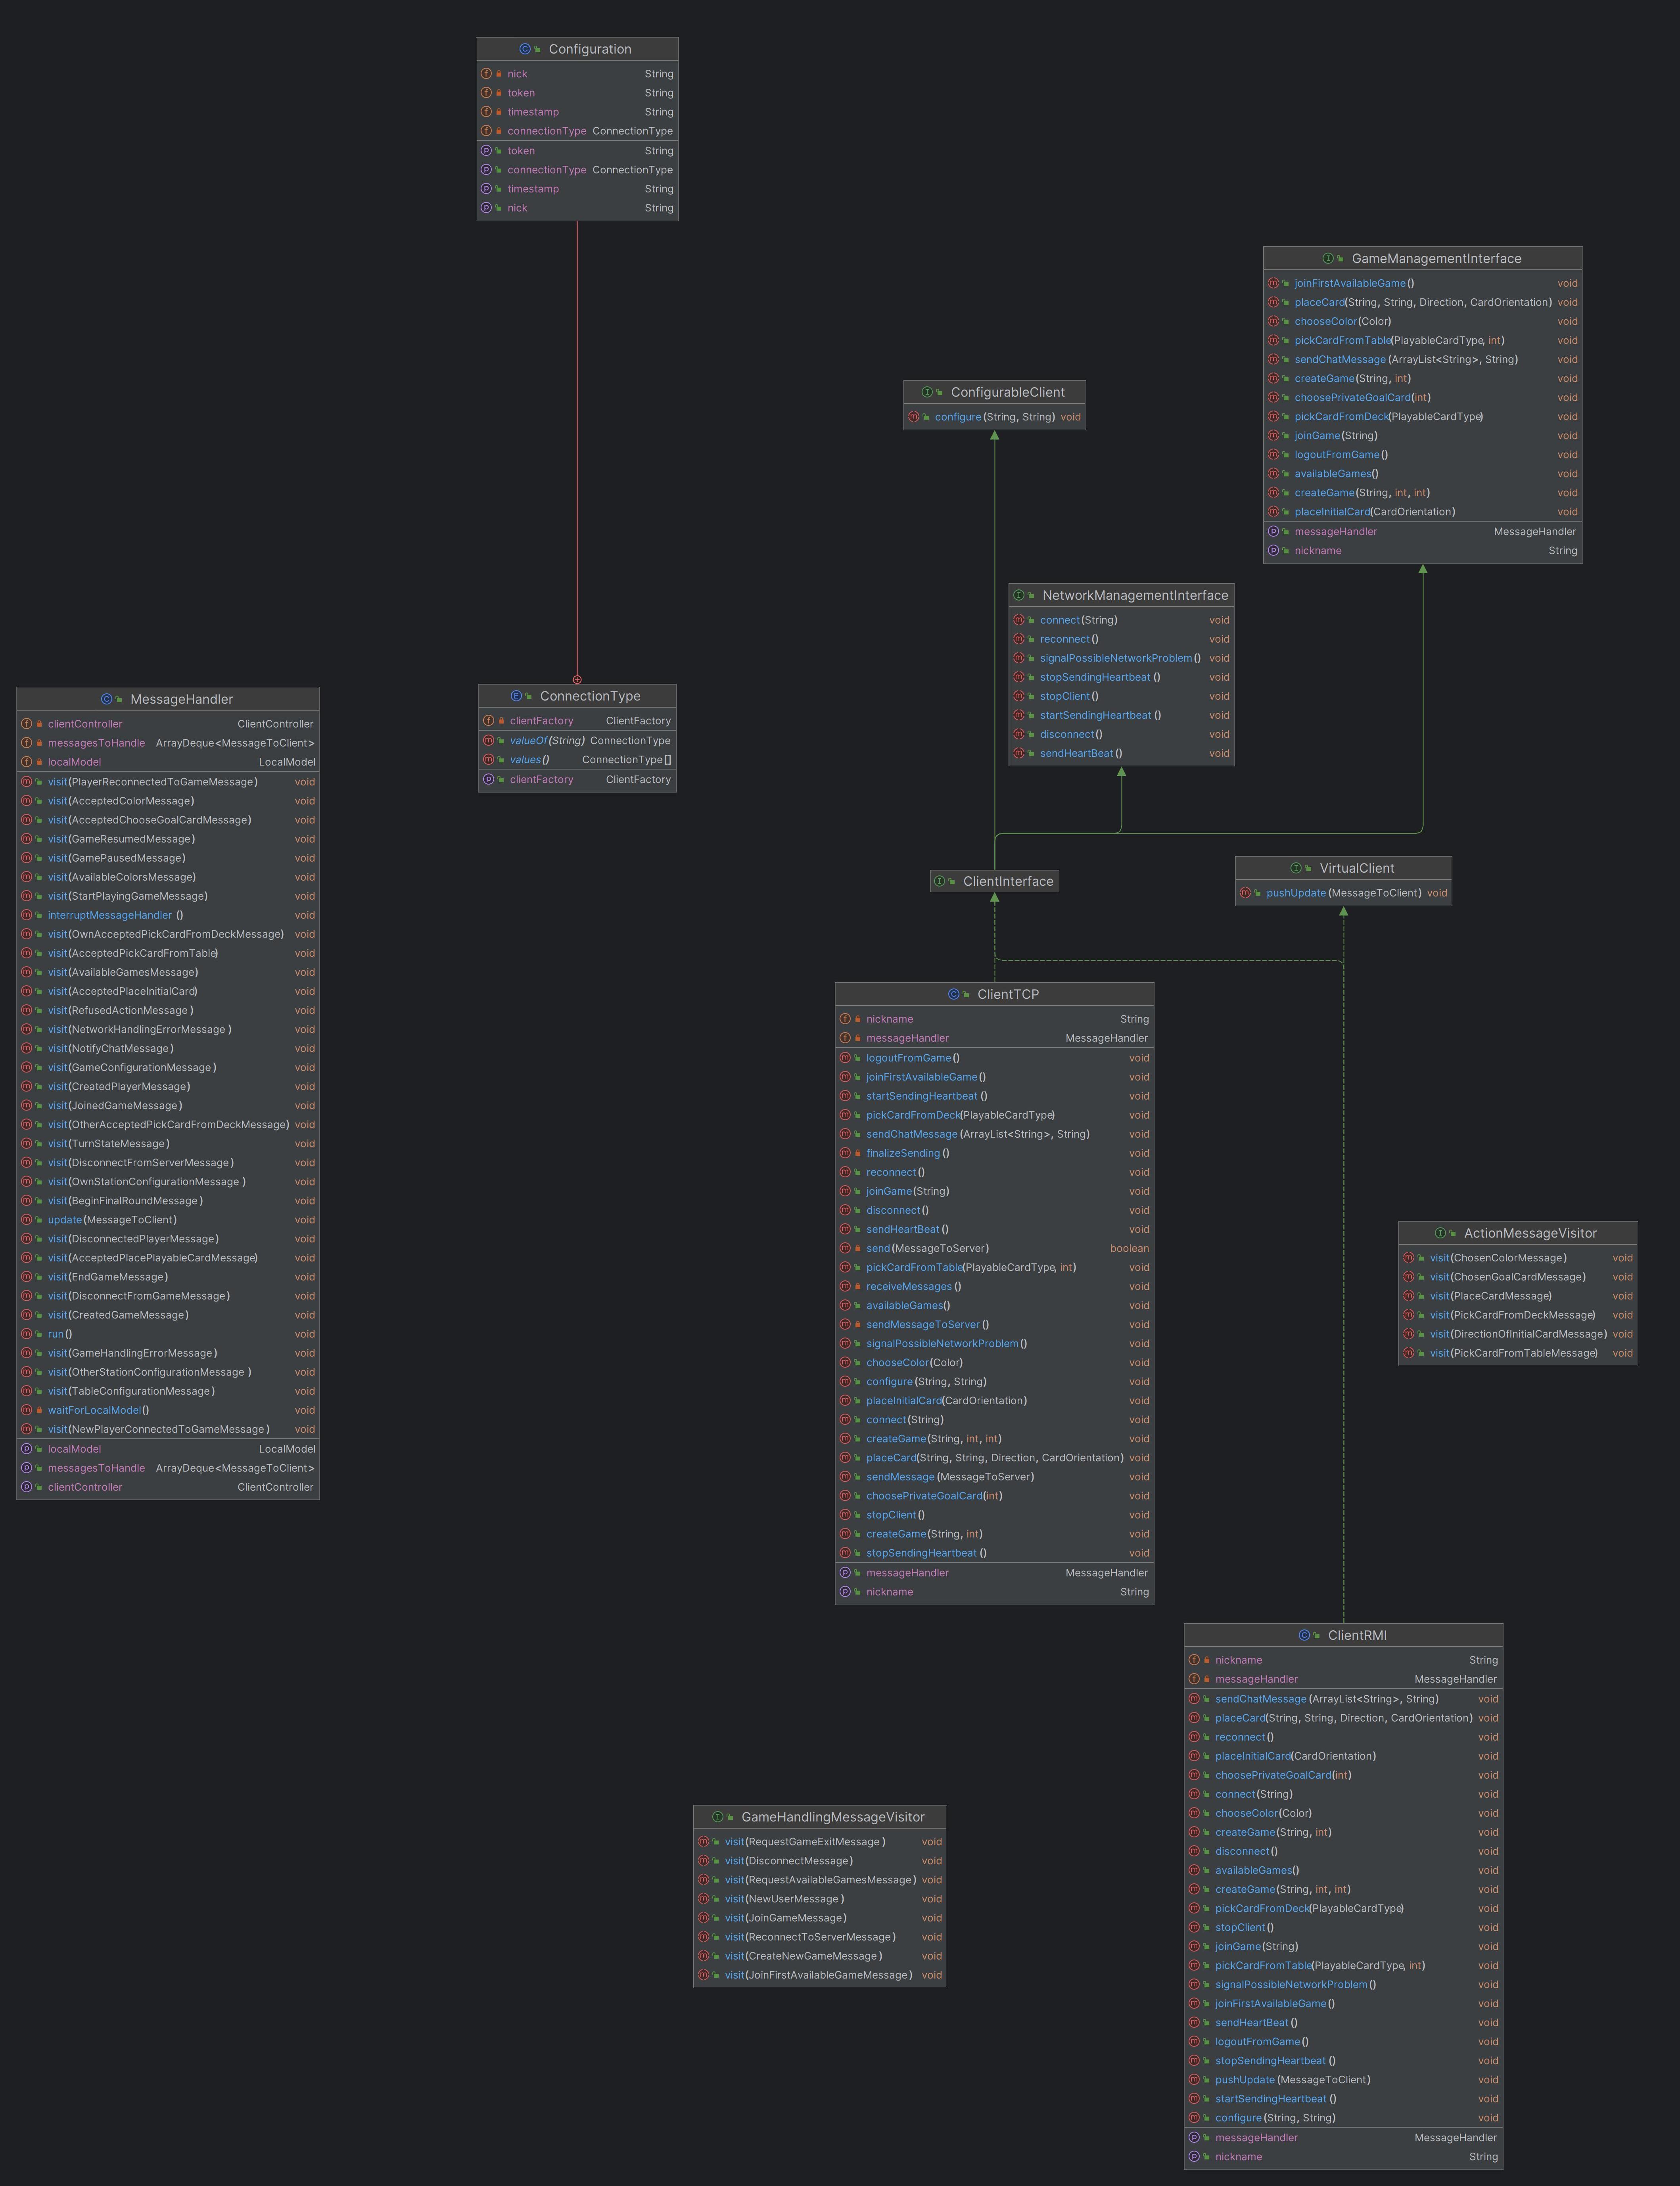 Configuration
nick String
token String
timestamp String
connectionType ConnectionType
token String
connectionType ConnectionType
timestamp String
nick String
GameManagementInterface
joinFirstAvailableGame() void
placeCard(String, String, Direction, CardOrientation) void
chooseColor(Color) void
pickCardFromTable(PlayableCardType, int) void
sendChatMessage(ArrayList<String>, String) void
createGame(String, int) void
choosePrivateGoalCard(int) void
pickCardFromDeck(PlayableCardType) void
joinGame(String) void
logoutFromGame() void
availableGames() void
createGame(String, int, int) void
placeInitialCard(CardOrientation) void
messageHandler MessageHandler
nickname String
ConfigurableClient
configure(String, String) void
NetworkManagementInterface
connect(String) void
reconnect() void
signalPossibleNetworkProblem() void
stopSendingHeartbeat() void
stopClient() void
startSendingHeartbeat() void
disconnect() void
sendHeartBeat() void
MessageHandler
clientController ClientController
messagesToHandle ArrayDeque<MessageToClient>
localModel LocalModel
visit(PlayerReconnectedToGameMessage) void
visit(AcceptedColorMessage) void
visit(AcceptedChooseGoalCardMessage) void
visit(GameResumedMessage) void
visit(GamePausedMessage) void
visit(AvailableColorsMessage) void
visit(StartPlayingGameMessage) void
interruptMessageHandler() void
visit(OwnAcceptedPickCardFromDeckMessage) void
visit(AcceptedPickCardFromTable) void
visit(AvailableGamesMessage) void
visit(AcceptedPlaceInitialCard) void
visit(RefusedActionMessage) void
visit(NetworkHandlingErrorMessage) void
visit(NotifyChatMessage) void
visit(GameConfigurationMessage) void
visit(CreatedPlayerMessage) void
visit(JoinedGameMessage) void
visit(OtherAcceptedPickCardFromDeckMessage) void
visit(TurnStateMessage) void
visit(DisconnectFromServerMessage) void
visit(OwnStationConfigurationMessage) void
visit(BeginFinalRoundMessage) void
update(MessageToClient) void
visit(DisconnectedPlayerMessage) void
visit(AcceptedPlacePlayableCardMessage) void
visit(EndGameMessage) void
visit(DisconnectFromGameMessage) void
visit(CreatedGameMessage) void
run() void
visit(GameHandlingErrorMessage) void
visit(OtherStationConfigurationMessage) void
visit(TableConfigurationMessage) void
waitForLocalModel() void
visit(NewPlayerConnectedToGameMessage) void
localModel LocalModel
messagesToHandle ArrayDeque<MessageToClient>
clientController ClientController
ConnectionType
clientFactory ClientFactory
valueOf(String) ConnectionType
values() ConnectionType[]
clientFactory ClientFactory
ClientInterface
VirtualClient
pushUpdate(MessageToClient) void
ClientTCP
nickname String
messageHandler MessageHandler
logoutFromGame() void
joinFirstAvailableGame() void
startSendingHeartbeat() void
pickCardFromDeck(PlayableCardType) void
sendChatMessage(ArrayList<String>, String) void
finalizeSending() void
reconnect() void
joinGame(String) void
disconnect() void
sendHeartBeat() void
send(MessageToServer) boolean
pickCardFromTable(PlayableCardType, int) void
receiveMessages() void
availableGames() void
sendMessageToServer() void
signalPossibleNetworkProblem() void
chooseColor(Color) void
configure(String, String) void
placeInitialCard(CardOrientation) void
connect(String) void
createGame(String, int, int) void
placeCard(String, String, Direction, CardOrientation) void
sendMessage(MessageToServer) void
choosePrivateGoalCard(int) void
stopClient() void
createGame(String, int) void
stopSendingHeartbeat() void
messageHandler MessageHandler
nickname String
ActionMessageVisitor
visit(ChosenColorMessage) void
visit(ChosenGoalCardMessage) void
visit(PlaceCardMessage) void
visit(PickCardFromDeckMessage) void
visit(DirectionOfInitialCardMessage) void
visit(PickCardFromTableMessage) void
ClientRMI
nickname String
messageHandler MessageHandler
sendChatMessage(ArrayList<String>, String) void
placeCard(String, String, Direction, CardOrientation) void
reconnect() void
placeInitialCard(CardOrientation) void
choosePrivateGoalCard(int) void
connect(String) void
chooseColor(Color) void
createGame(String, int) void
disconnect() void
availableGames() void
createGame(String, int, int) void
pickCardFromDeck(PlayableCardType) void
stopClient() void
joinGame(String) void
pickCardFromTable(PlayableCardType, int) void
signalPossibleNetworkProblem() void
joinFirstAvailableGame() void
sendHeartBeat() void
logoutFromGame() void
stopSendingHeartbeat() void
pushUpdate(MessageToClient) void
startSendingHeartbeat() void
configure(String, String) void
messageHandler MessageHandler
nickname String
GameHandlingMessageVisitor
visit(RequestGameExitMessage) void
visit(DisconnectMessage) void
visit(RequestAvailableGamesMessage) void
visit(NewUserMessage) void
visit(JoinGameMessage) void
visit(ReconnectToServerMessage) void
visit(CreateNewGameMessage) void
visit(JoinFirstAvailableGameMessage) void